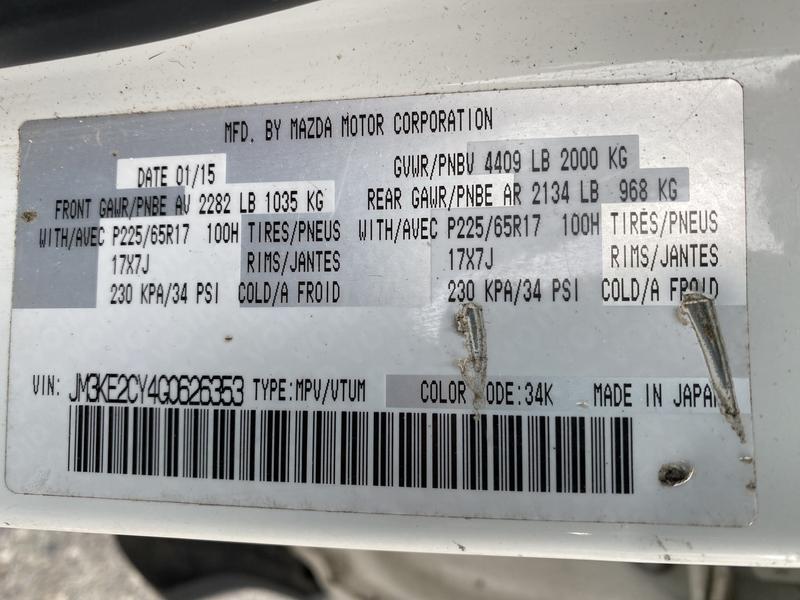 MFD. BY MAZDA MOTOR CORPORATION
DATE 01/15 GVWR/PNBV 4409 LB 2000 KG
FRONT GAWR/PNBE AV 2282 LB 1035 KG REAR GAWR/PNBE AR 2134 LB 968 KG
WITH/AVEC P225/65R17 100H TIRES/PNEUS WITH/AVEC P225/65R17 100H TIRES/PNEUS
17X7J RIMS/JANTES 17X7J RIMS/JANTES
230 KPA/34 PSI COLD/A FROID 230 KPA/34 PSI COLD/A FROID
VIN: JM3KE2CY4G0626353 TYPE:MPV/VTUM COLOR CODE:34K MADE IN JAPAN